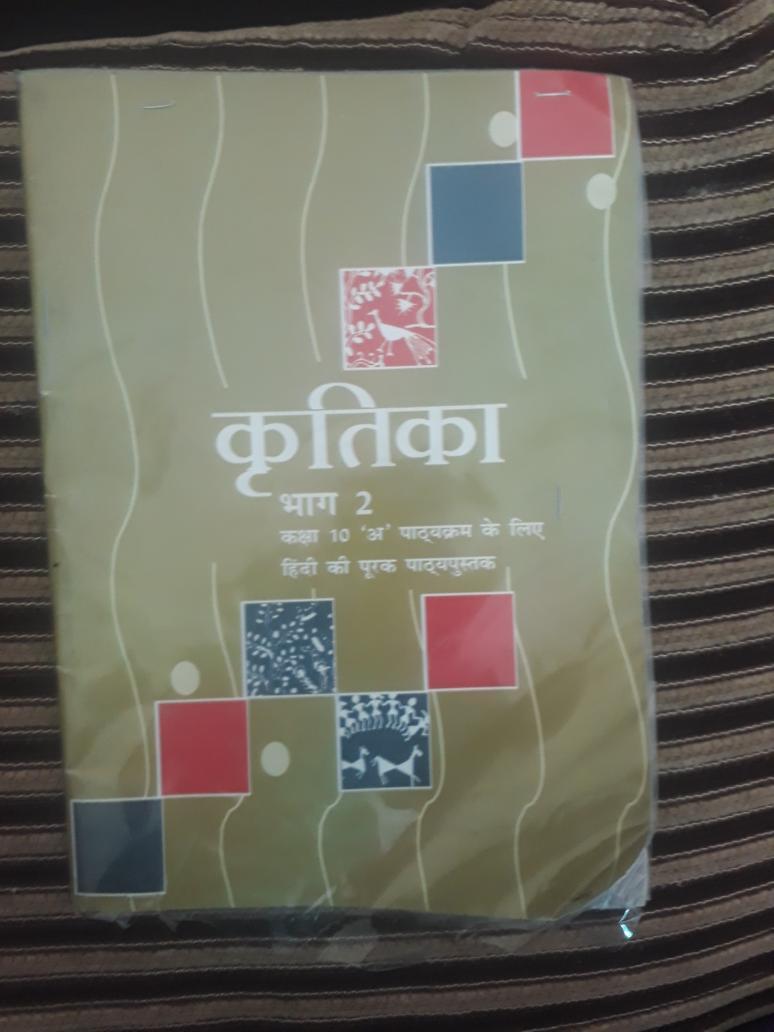 कृतिका
भाग 2
कक्षा 10 ‘अ’ पाठ्यक्रम के लिए
हिंदी की पूरक पाठ्यपुस्तक